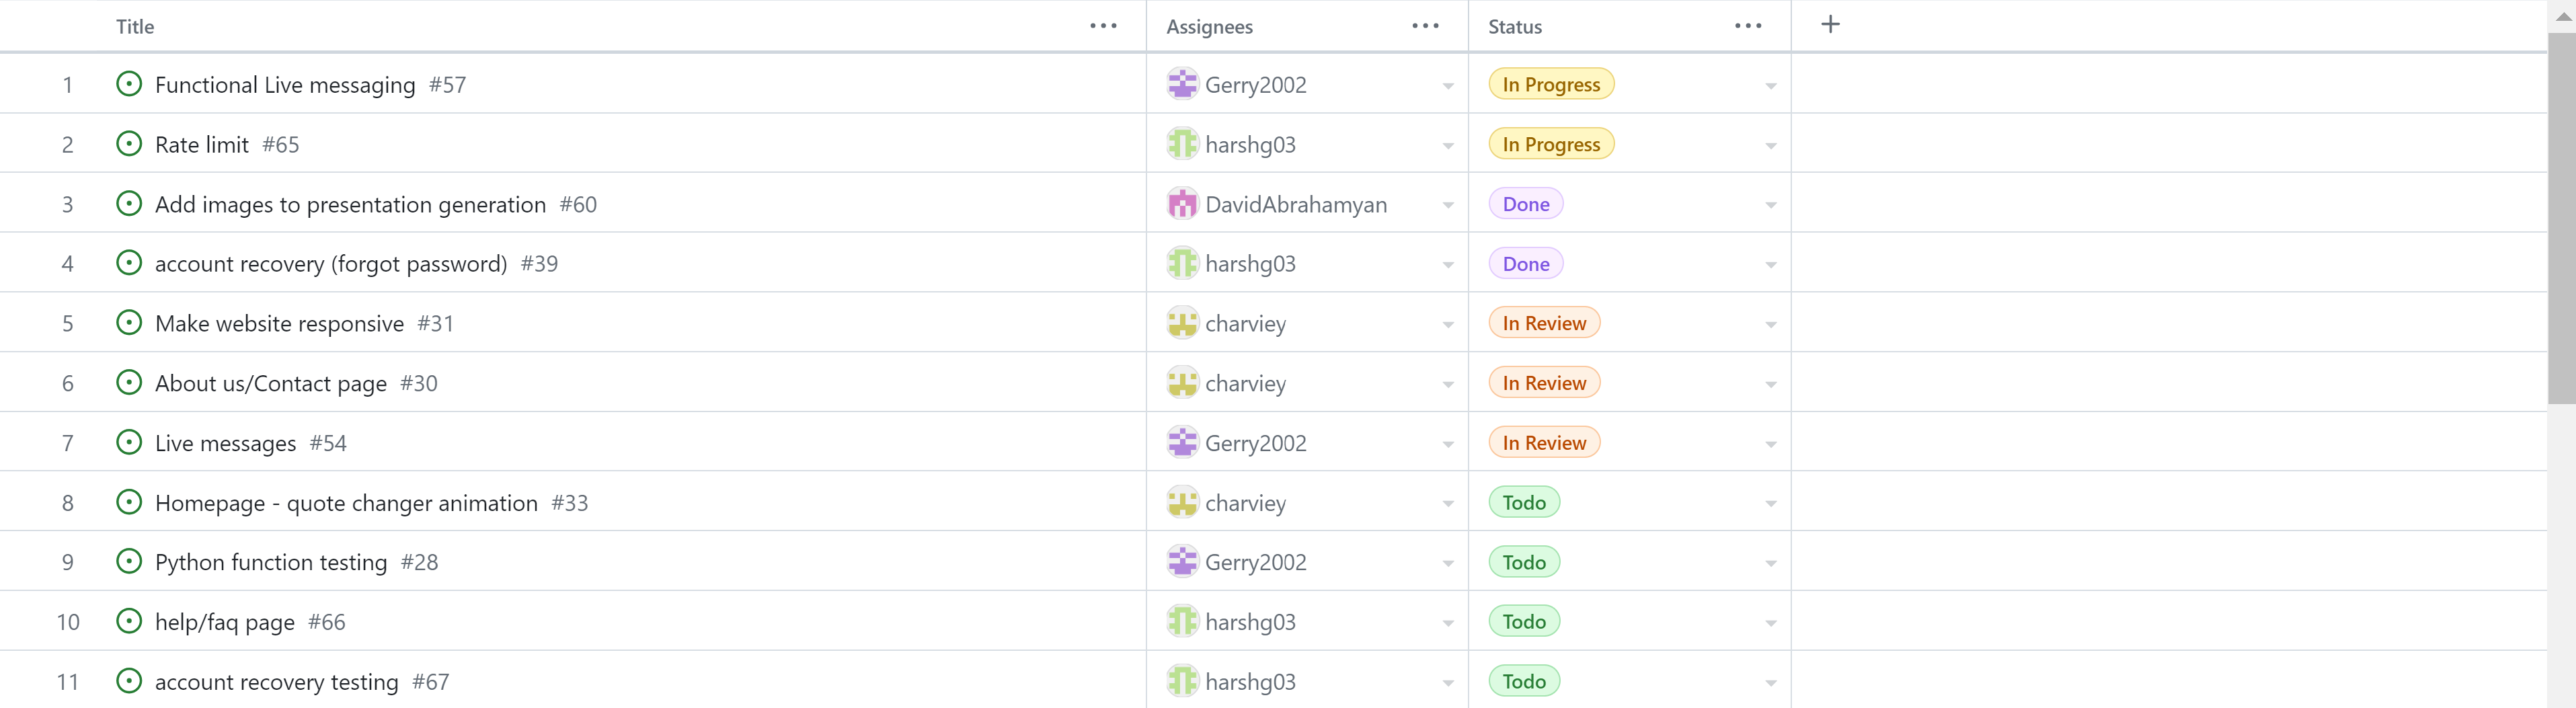 Title ... Assignees ... Status ... +
1 Functional Live messaging #57 Gerry2002 In Progress
2 Rate limit #65 harshg03 In Progress
3 Add images to presentation generation #60 DavidAbrahamyan Done
4 account recovery (forgot password) #39 harshg03 Done
5 Make website responsive #31 charviey In Review
6 About us/Contact page #30 charviey In Review
7 Live messages #54 Gerry2002 In Review
8 Homepage - quote changer animation #33 charviey Todo
9 Python function testing #28 Gerry2002 Todo
10 help/faq page #66 harshg03 Todo
11 account recovery testing #67 harshg03 Todo